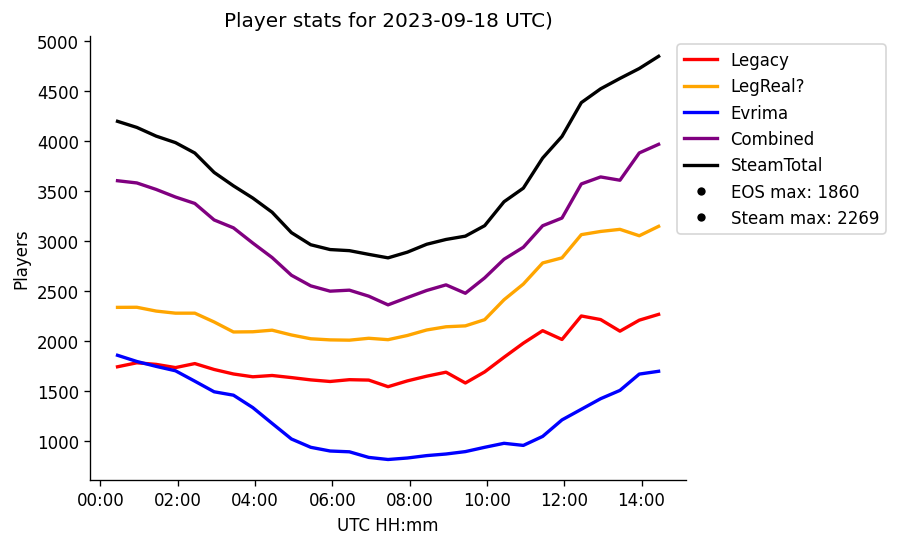 Player stats for 2023-09-18 UTC)
5000
4500
4000
3500
3000
2500
2000
1500
1000
Players
00:00
02:00
04:00
06:00
08:00
10:00
12:00
14:00
UTC HH:mm
Legacy
LegReal?
Evrima
Combined
SteamTotal
EOS max: 1860
Steam max: 2269